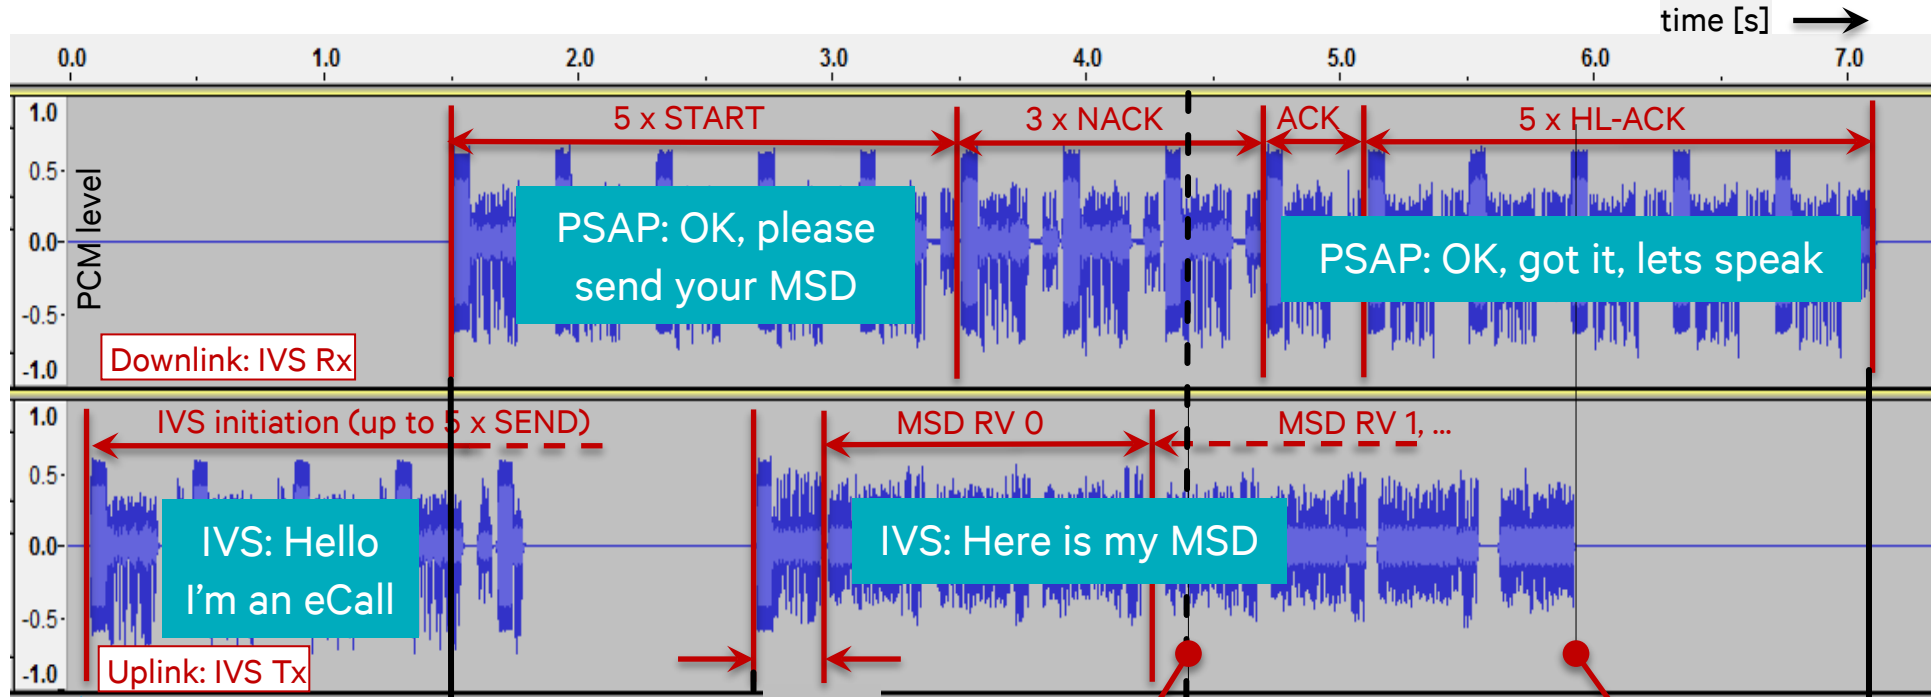 time [s]
0.0 1.0 2.0 3.0 4.0 5.0 6.0 7.0
5 x START 3 x NACK ACK 5 x HL-ACK
1.0
0.5
0.0
-0.5
-1.0
PCM level
PSAP: OK, please
send your MSD
PSAP: OK, got it, lets speak
Downlink: IVS Rx
IVS initiation (up to 5 x SEND) MSD RV 0 MSD RV 1, ...
1.0
0.5
0.0
-0.5
-1.0
IVS: Hello
I'm an eCall
IVS: Here is my MSD
Uplink: IVS Tx